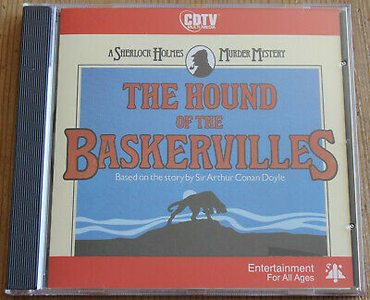 CDTV
MULTIMEDIA
A SHERLOCK HOLMES MURDER MYSTERY
THE HOUND
OF THE
BASKERVILLES
Based on the story by Sir Arthur Conan Doyle
Entertainment
For All Ages